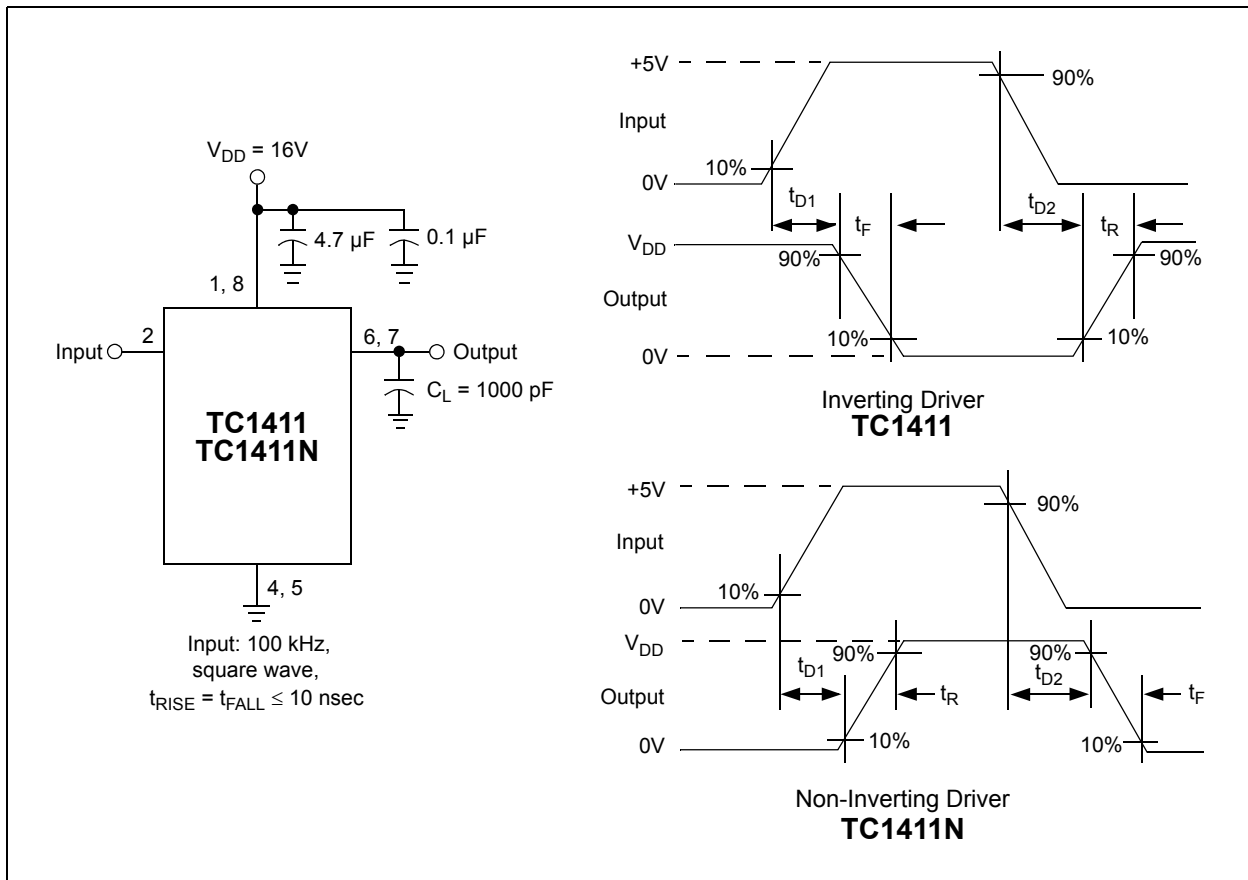 V_DD = 16V
4.7 µF
0.1 µF
1, 8
Input
2
6, 7
Output
C_L = 1000 pF
TC1411
TC1411N
4, 5
Input: 100 kHz,
square wave,
t_RISE = t_FALL ≤ 10 nsec
+5V
90%
Input
10%
0V
t_D1
t_F
t_D2
t_R
V_DD
90%
90%
Output
10%
10%
0V
Inverting Driver
TC1411
+5V
90%
Input
10%
0V
V_DD
t_D1
90%
90%
t_D2
t_R
t_F
Output
10%
10%
0V
Non-Inverting Driver
TC1411N